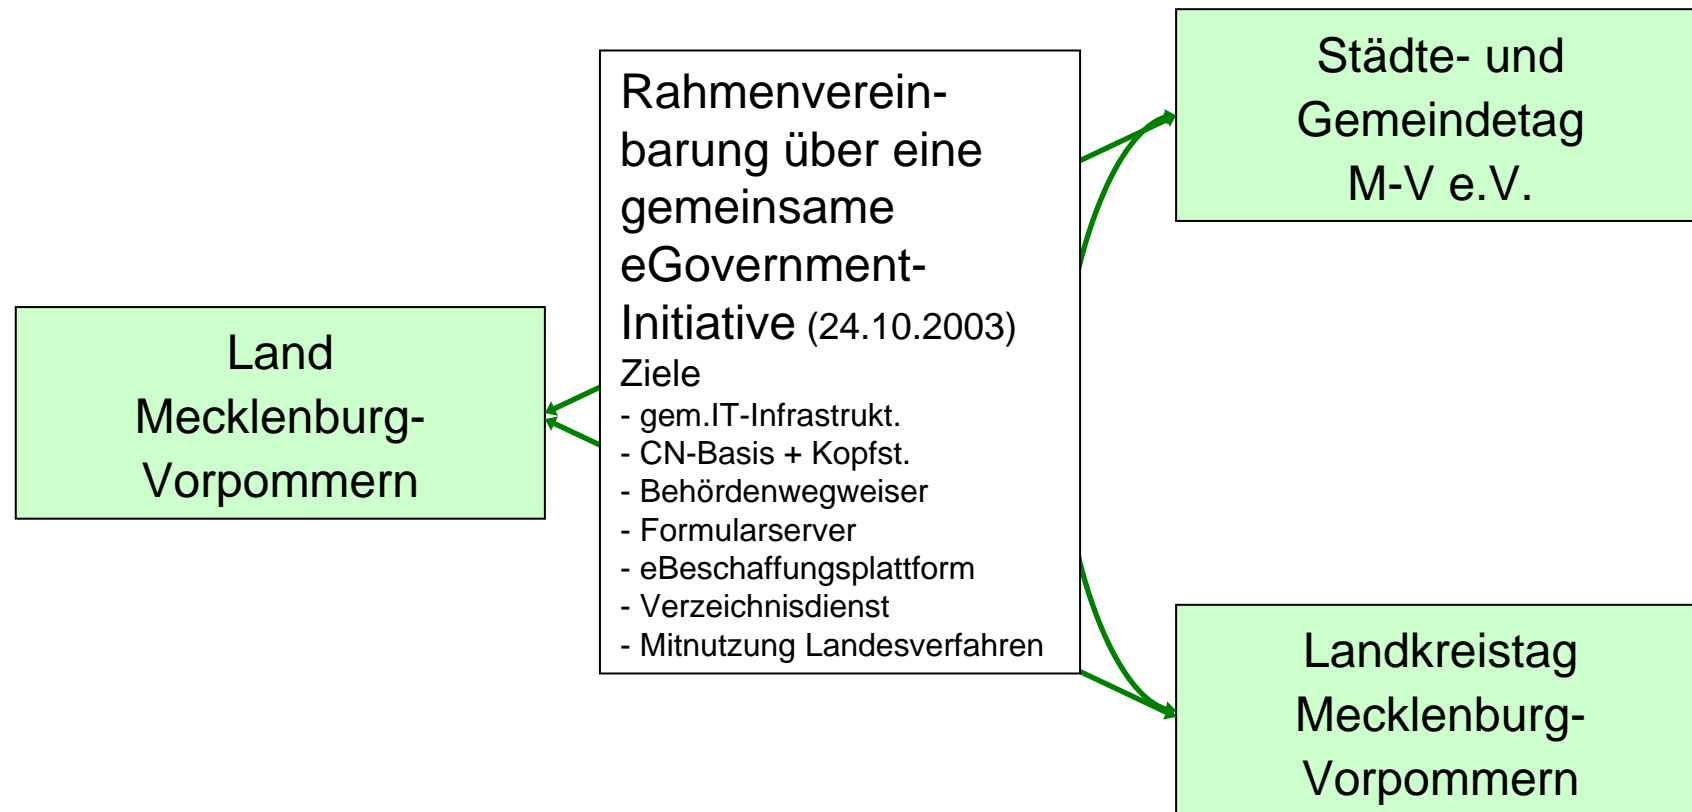 Land
Mecklenburg-
Vorpommern
Rahmenverein-
barung über eine
gemeinsame
eGovernment-
Initiative (24.10.2003)
Ziele
- gem.IT-Infrastrukt.
- CN-Basis + Kopfst.
- Behördenwegweiser
- Formularserver
- eBeschaffungsplattform
- Verzeichnisdienst
- Mitnutzung Landesverfahren
Städte- und
Gemeindetag
M-V e.V.
Landkreistag
Mecklenburg-
Vorpommern